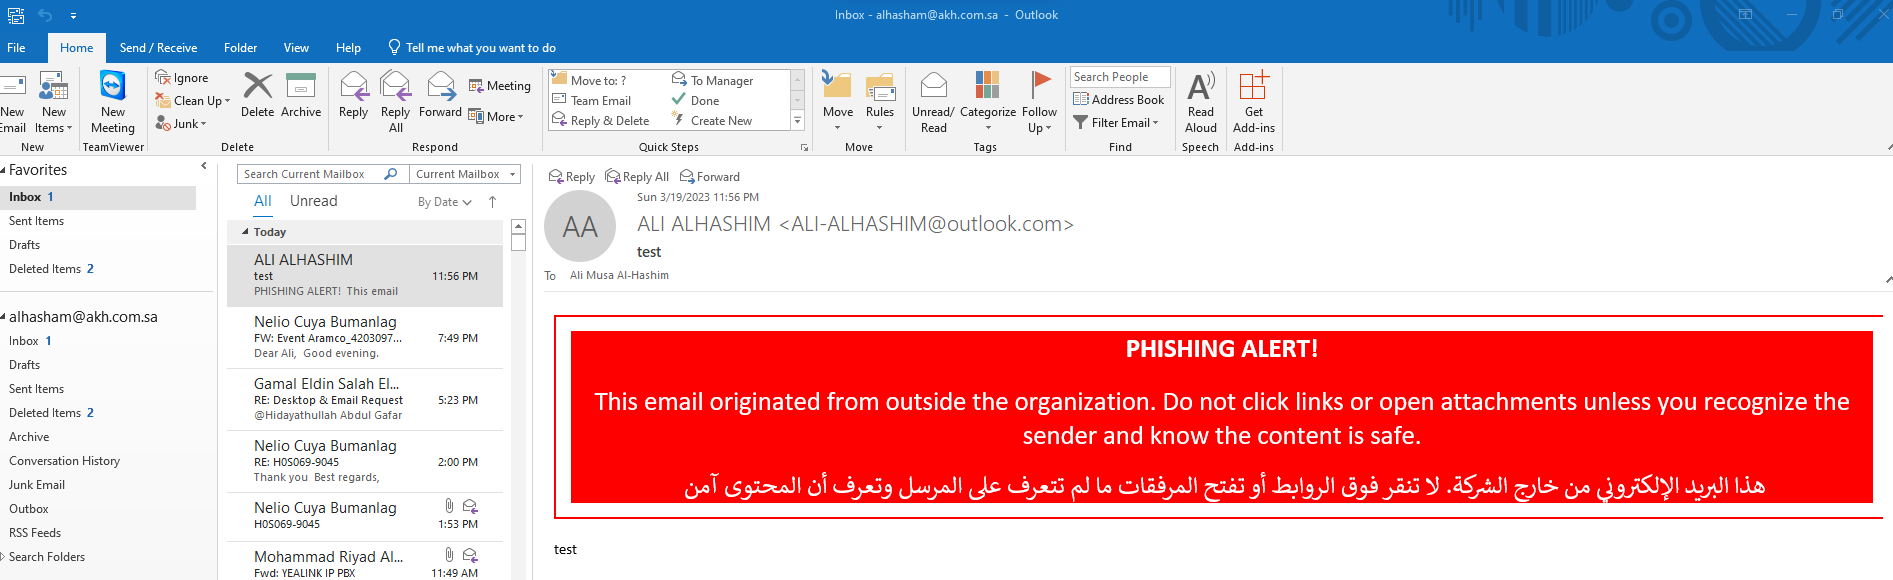 Inbox - alhasham@akh.com.sa - Outlook
File Home Send / Receive Folder View Help Tell me what you want to do
New Email
New Items
New Meeting
Ignore
Clean Up
Junk
Delete
Archive
Reply
Reply All
Forward
Meeting
More
Move to: ?
Team Email
Reply & Delete
To Manager
Done
Create New
Move
Rules
Unread/ Read
Categorize
Follow Up
Search People
Address Book
Filter Email
Read Aloud
Get Add-ins
New TeamViewer Delete Respond Quick Steps Move Tags Find Speech Add-ins
Favorites
Inbox 1
Sent Items
Drafts
Deleted Items 2
alhasham@akh.com.sa
Inbox 1
Drafts
Sent Items
Deleted Items 2
Archive
Conversation History
Junk Email
Outbox
RSS Feeds
Search Folders
Search Current Mailbox Current Mailbox
All Unread By Date
Today
ALI ALHASHIM
test 11:56 PM
PHISHING ALERT! This email
Nelio Cuya Bumanlag
FW: Event Aramco_4203097... 7:49 PM
Dear Ali, Good evening.
Gamal Eldin Salah El...
RE: Desktop & Email Request 5:23 PM
@Hidayathullah Abdul Gafar
Nelio Cuya Bumanlag
RE: H0S069-9045 2:00 PM
Thank you Best regards,
Nelio Cuya Bumanlag
H0S069-9045 1:53 PM
Mohammad Riyad Al...
Fwd: YEALINK IP PBX 11:49 AM
Reply Reply All Forward
Sun 3/19/2023 11:56 PM
AA
ALI ALHASHIM <ALI-ALHASHIM@outlook.com>
test
To Ali Musa Al-Hashim
PHISHING ALERT!
This email originated from outside the organization. Do not click links or open attachments unless you recognize the
sender and know the content is safe.
هذا البريد الإلكتروني من خارج الشركة. لا تنقر فوق الروابط أو تفتح المرفقات ما لم تتعرف على المرسل وتعرف أن المحتوى آمن
test